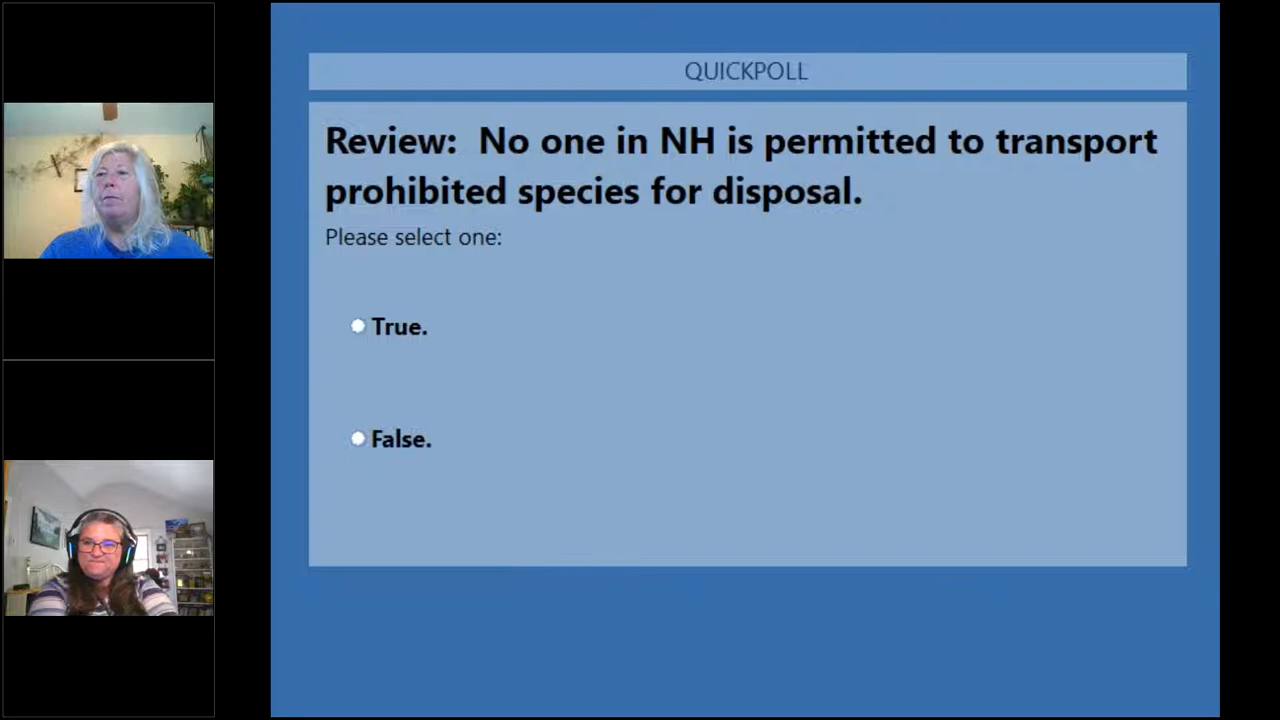 QUICKPOLL
Review:  No one in NH is permitted to transport
prohibited species for disposal.
Please select one:
True.
False.